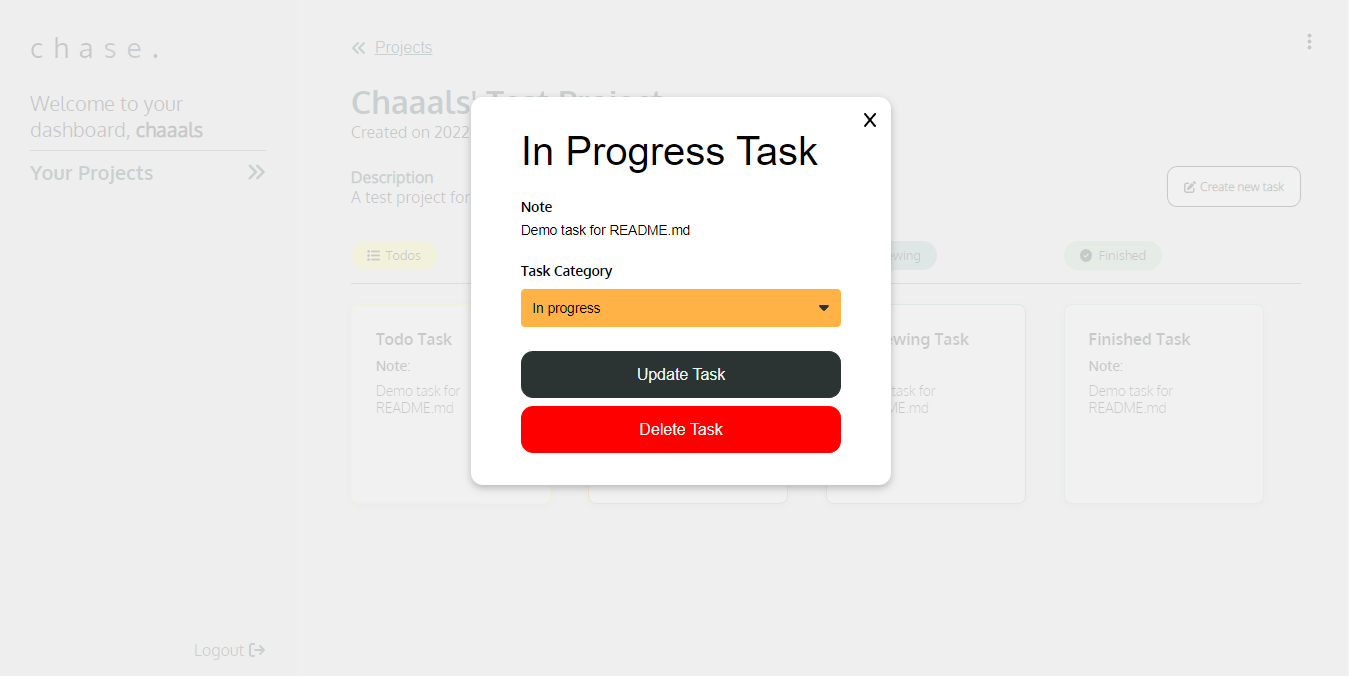 chase.
Projects
Welcome to your
dashboard, chaaals
Chaaals' Test Project
Created on 2022
Your Projects
Description
A test project for
Create new task
Todos
ewing
Finished
Todo Task
Note:
Demo task for
README.md
ewing Task
task for
ME.md
Finished Task
Note:
Demo task for
README.md
In Progress Task
Note
Demo task for README.md
Task Category
In progress
Update Task
Delete Task
Logout